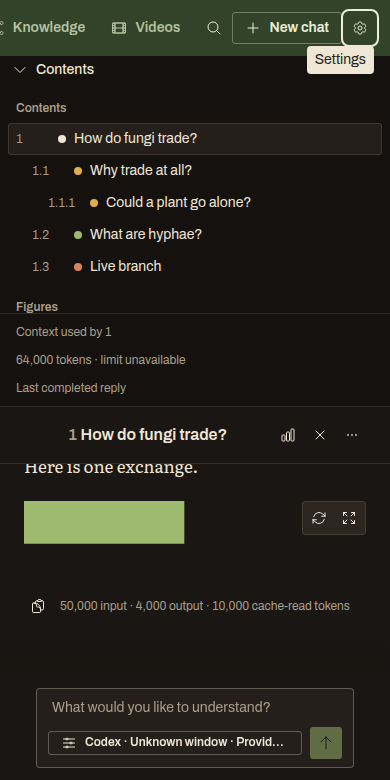 Knowledge
Videos
New chat
Settings
Contents
Contents
1 How do fungi trade?
1.1 Why trade at all?
1.1.1 Could a plant go alone?
1.2 What are hyphae?
1.3 Live branch
Figures
Context used by 1
64,000 tokens · limit unavailable
Last completed reply
1 How do fungi trade?
Here is one exchange.
50,000 input · 4,000 output · 10,000 cache-read tokens
What would you like to understand?
Codex · Unknown window · Provid...